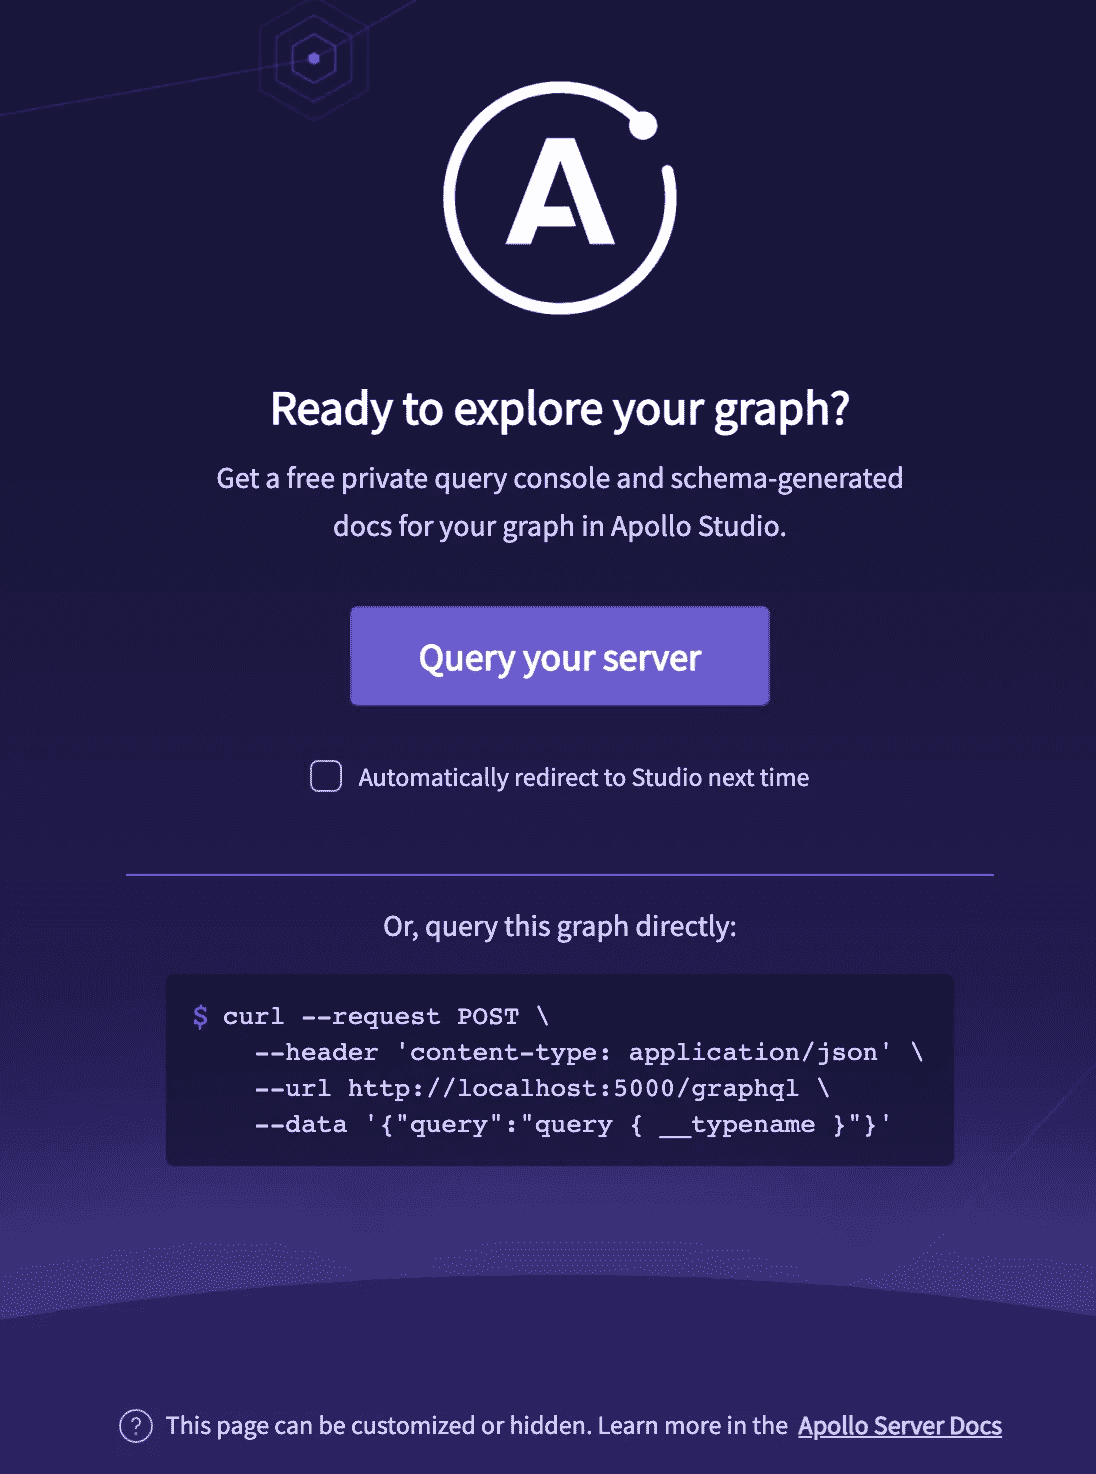 A
Ready to explore your graph?
Get a free private query console and schema-generated
docs for your graph in Apollo Studio.
Query your server
Automatically redirect to Studio next time
Or, query this graph directly:
$ curl --request POST \
    --header 'content-type: application/json' \
    --url http://localhost:5000/graphql \
    --data '{"query":"query { __typename }"}'
? This page can be customized or hidden. Learn more in the Apollo Server Docs